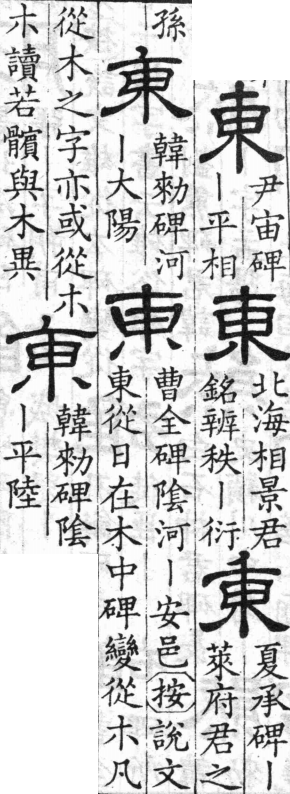 東
尹宙碑
丨平相
東
北海相景君
銘辨秩丨衍
東
夏承碑丨
萊府君之
孫
東
韓勑碑河
丨大陽
東
曹全碑陰河丨安邑按說文
東從日在木中碑變從朩凡
從木之字亦或從朩
朩讀若髕與木異
東
韓勑碑陰
丨平陸